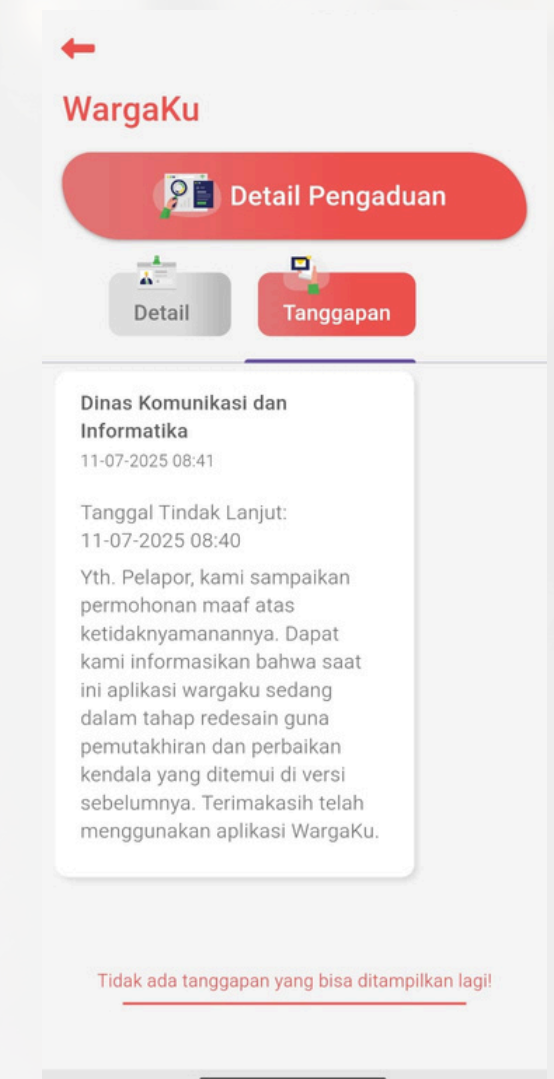 WargaKu
Detail Pengaduan
Detail
Tanggapan
Dinas Komunikasi dan
Informatika
11-07-2025 08:41
Tanggal Tindak Lanjut:
11-07-2025 08:40
Yth. Pelapor, kami sampaikan
permohonan maaf atas
ketidaknyamanannya. Dapat
kami informasikan bahwa saat
ini aplikasi wargaku sedang
dalam tahap redesain guna
pemutakhiran dan perbaikan
kendala yang ditemui di versi
sebelumnya. Terimakasih telah
menggunakan aplikasi WargaKu.
Tidak ada tanggapan yang bisa ditampilkan lagi!